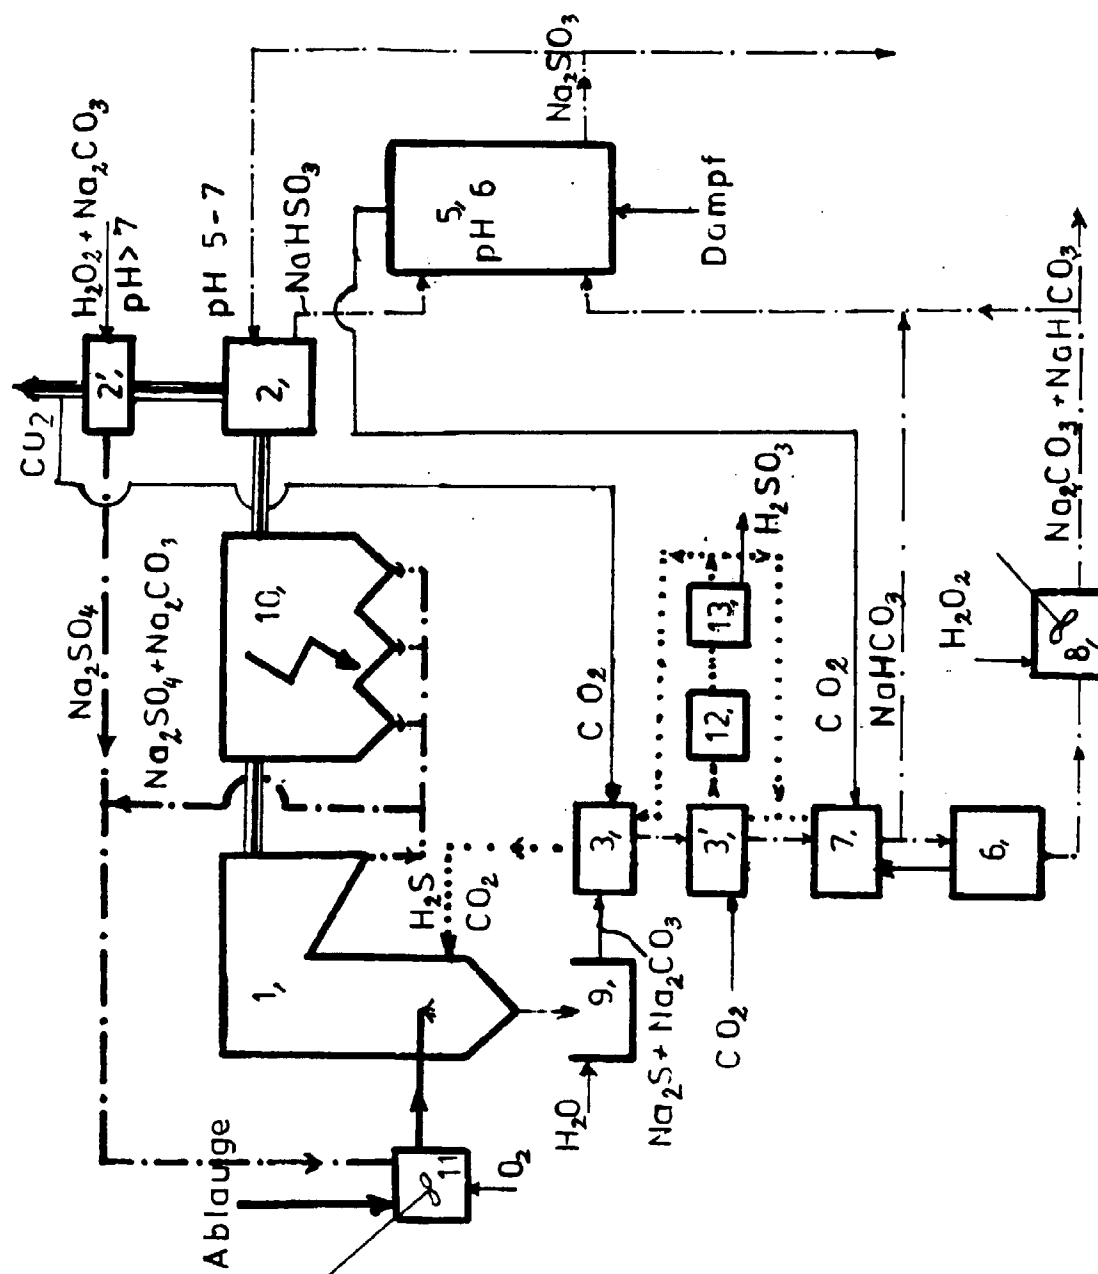 H₂O₂ + Na₂CO₃
pH > 7
pH 5-7
NaHSO₃
Na₂SO₃
5,
pH 6
Dampf
2',
2,
CO₂
Na₂SO₄
Na₂SO₄ + Na₂CO₃
10,
1,
H₂S
CO₂
CO₂
H₂SO₃
13,
12,
3,
3'
CO₂
NaHCO₃
7,
6,
H₂O₂
8,
Na₂CO₃ + NaHCO₃
9,
H₂O
Na₂S + Na₂CO₃
CO₂
Ablauge
11
O₂